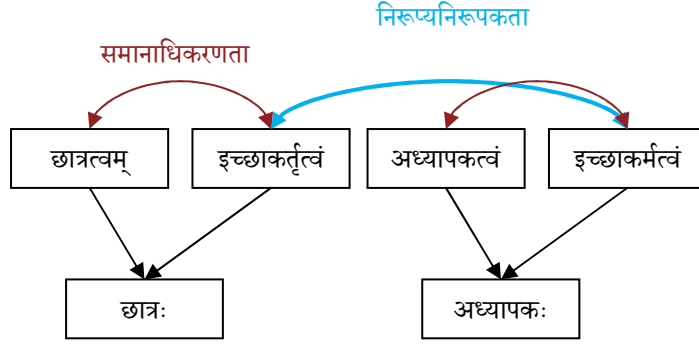 निरूप्यनिरूपकता
समानाधिकरणता
छात्रत्वम्
इच्छाकर्तृत्वं
अध्यापकत्वं
इच्छाकर्मत्वं
छात्रः
अध्यापकः